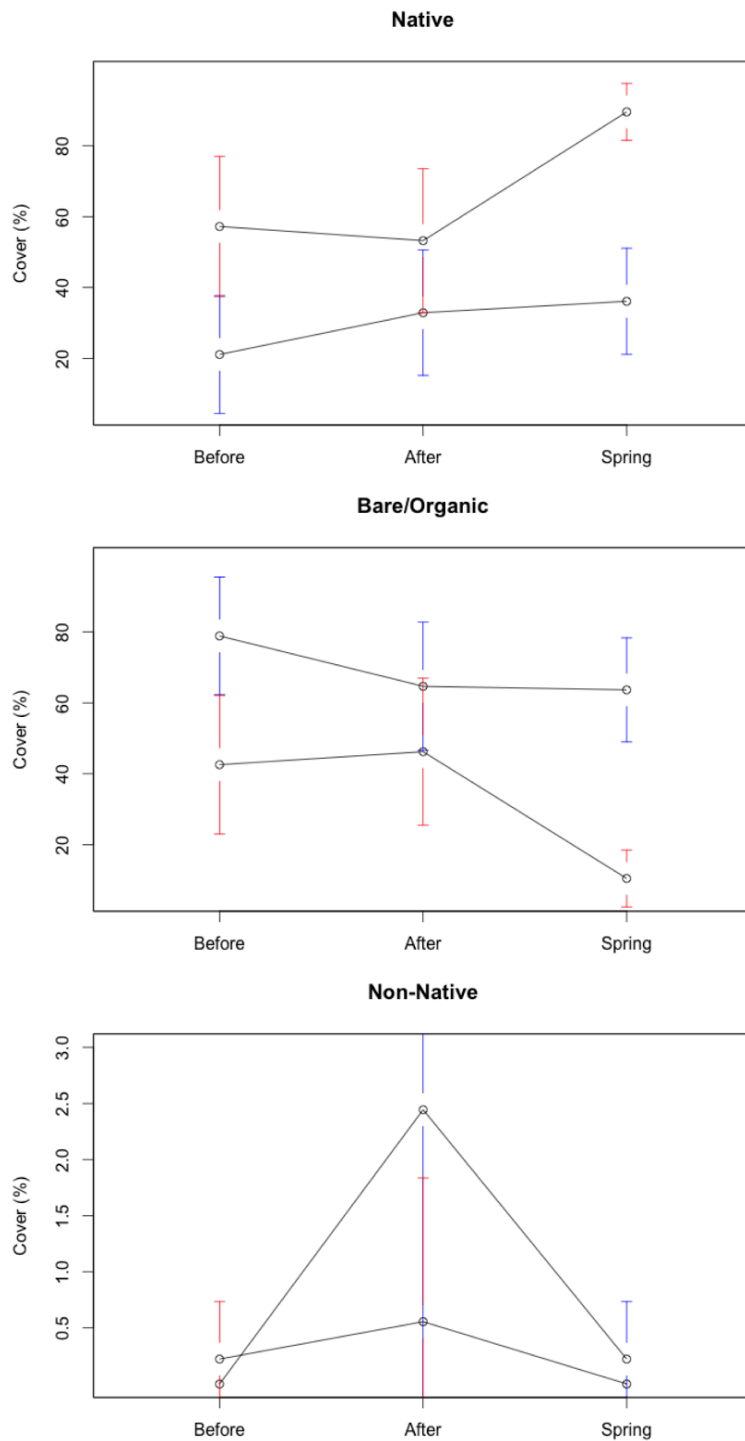 Native
Cover (%)
80
60
40
20
Before After Spring
Bare/Organic
Cover (%)
80
60
40
20
Before After Spring
Non-Native
Cover (%)
3.0
2.5
2.0
1.5
1.0
0.5
Before After Spring